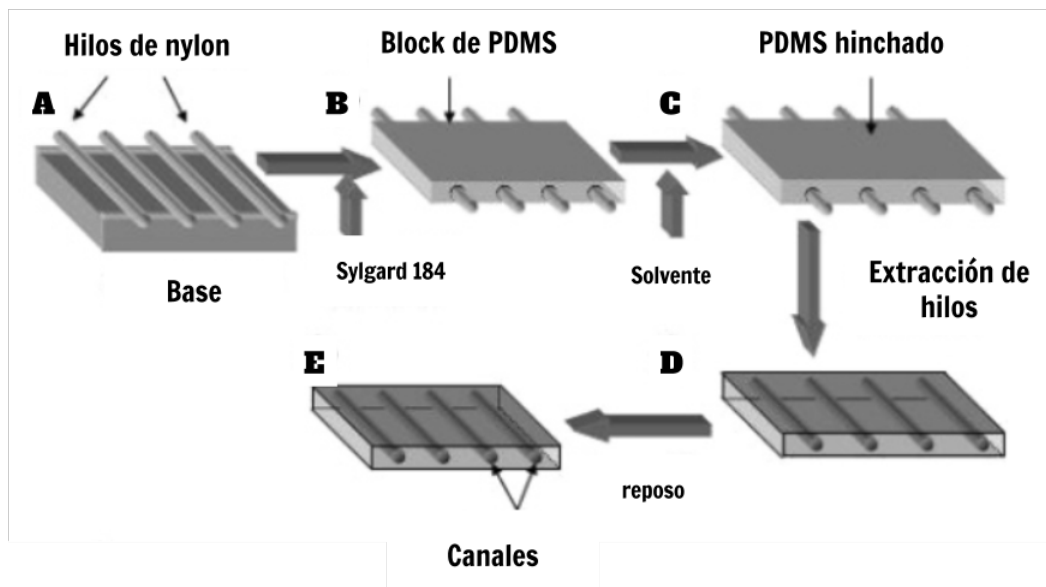 Hilos de nylon
Block de PDMS
PDMS hinchado
A
B
C
Sylgard 184
Solvente
Base
Extracción de
hilos
E
D
reposo
Canales